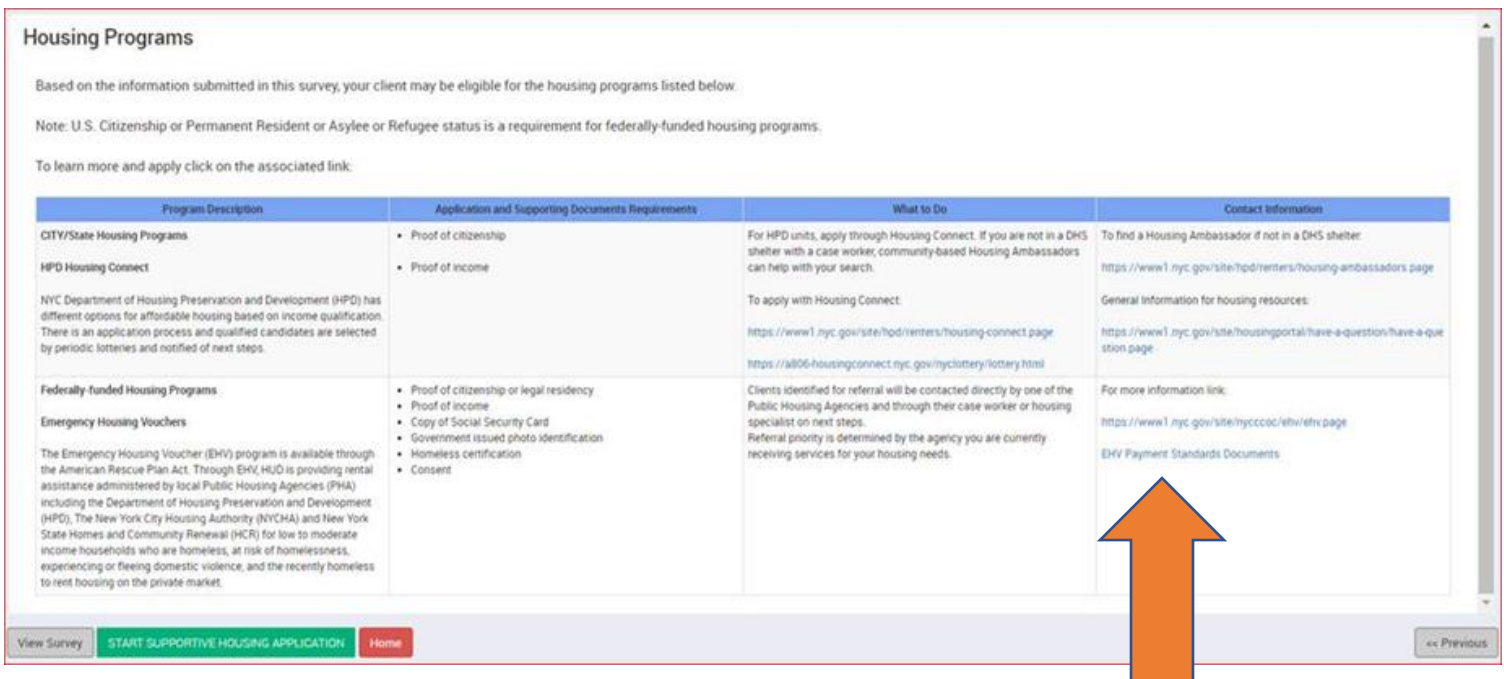 Housing Programs
Based on the information submitted in this survey, your client may be eligible for the housing programs listed below.
Note: U.S. Citizenship or Permanent Resident or Asylee or Refugee status is a requirement for federally-funded housing programs.
To learn more and apply click on the associated link:
Program Description
Application and Supporting Documents Requirements
What to Do
Contact Information
CITY/State Housing Programs
HPD Housing Connect
NYC Department of Housing Preservation and Development (HPD) has
different options for affordable housing based on income qualification.
There is an application process and qualified candidates are selected
by periodic lotteries and notified of next steps.
• Proof of citizenship
• Proof of income
For HPD units, apply through Housing Connect. If you are not in a DHS
shelter with a case worker, community-based Housing Ambassadors
can help with your search.
To apply with Housing Connect:
https://www1.nyc.gov/site/hpd/renters/housing-connect.page
https://a806-housingconnect.nyc.gov/nyclottery/lottery.html
To find a Housing Ambassador if not in a DHS shelter:
https://www1.nyc.gov/site/hpd/renters/housing-ambassadors.page
General Information for housing resources:
https://www1.nyc.gov/site/housingportal/have-a-question/have-a-que
stion.page
Federally-funded Housing Programs
Emergency Housing Vouchers
The Emergency Housing Voucher (EHV) program is available through
the American Rescue Plan Act. Through EHV, HUD is providing rental
assistance administered by local Public Housing Agencies (PHA)
including the Department of Housing Preservation and Development
(HPD), The New York City Housing Authority (NYCHA) and New York
State Homes and Community Renewal (HCR) for low to moderate
income households who are homeless, at risk of homelessness,
experiencing or fleeing domestic violence, and the recently homeless
to rent housing on the private market.
• Proof of citizenship or legal residency
• Proof of income
• Copy of Social Security Card
• Government issued photo identification
• Homeless certification
• Consent
Clients identified for referral will be contacted directly by one of the
Public Housing Agencies and through their case worker or housing
specialist on next steps.
Referral priority is determined by the agency you are currently
receiving services for your housing needs.
For more information link:
https://www1.nyc.gov/site/nycccoc/ehv/ehv.page
EHV Payment Standards Documents
View Survey
START SUPPORTIVE HOUSING APPLICATION
Home
<< Previous